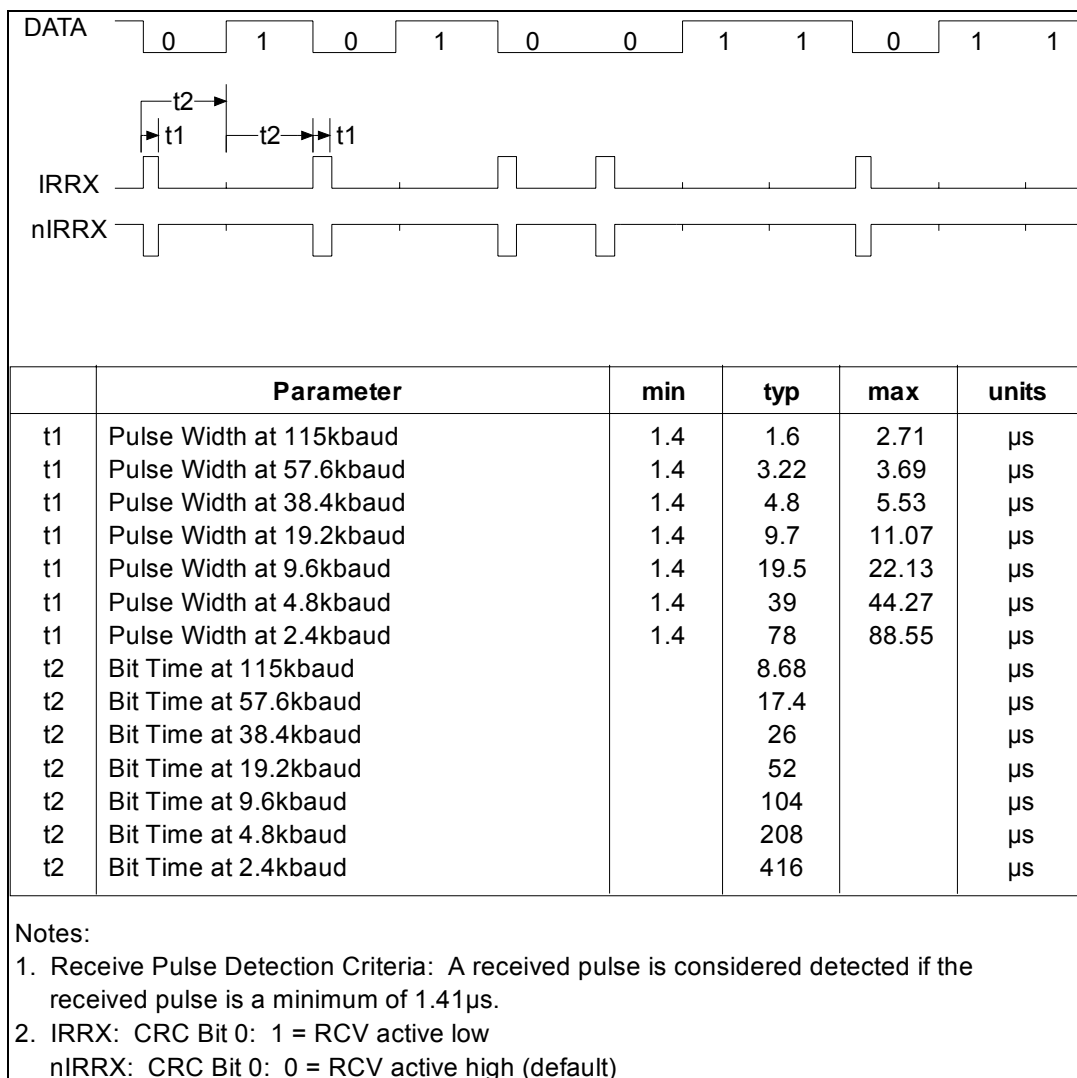 DATA 0 1 0 1 0 0 1 1 0 1 1
t2
t1 t2 t1
IRRX
nIRRX
Parameter min typ max units
t1 Pulse Width at 115kbaud 1.4 1.6 2.71 µs
t1 Pulse Width at 57.6kbaud 1.4 3.22 3.69 µs
t1 Pulse Width at 38.4kbaud 1.4 4.8 5.53 µs
t1 Pulse Width at 19.2kbaud 1.4 9.7 11.07 µs
t1 Pulse Width at 9.6kbaud 1.4 19.5 22.13 µs
t1 Pulse Width at 4.8kbaud 1.4 39 44.27 µs
t1 Pulse Width at 2.4kbaud 1.4 78 88.55 µs
t2 Bit Time at 115kbaud 8.68 µs
t2 Bit Time at 57.6kbaud 17.4 µs
t2 Bit Time at 38.4kbaud 26 µs
t2 Bit Time at 19.2kbaud 52 µs
t2 Bit Time at 9.6kbaud 104 µs
t2 Bit Time at 4.8kbaud 208 µs
t2 Bit Time at 2.4kbaud 416 µs
Notes:
1. Receive Pulse Detection Criteria: A received pulse is considered detected if the
received pulse is a minimum of 1.41µs.
2. IRRX: CRC Bit 0: 1 = RCV active low
nIRRX: CRC Bit 0: 0 = RCV active high (default)